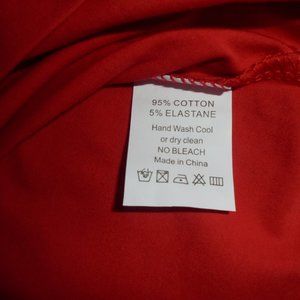 95% COTTON
5% ELASTANE
Hand Wash Cool
or dry clean
NO BLEACH
Made in China